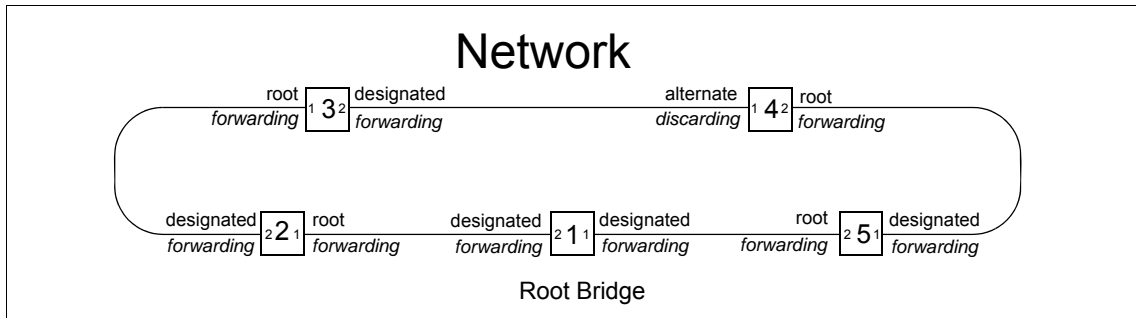 Network
root designated alternate root
1 3 2 1 4 2
forwarding forwarding discarding forwarding
designated root designated designated root designated
2 2 1 2 1 1 2 5 1
forwarding forwarding forwarding forwarding forwarding forwarding
Root Bridge